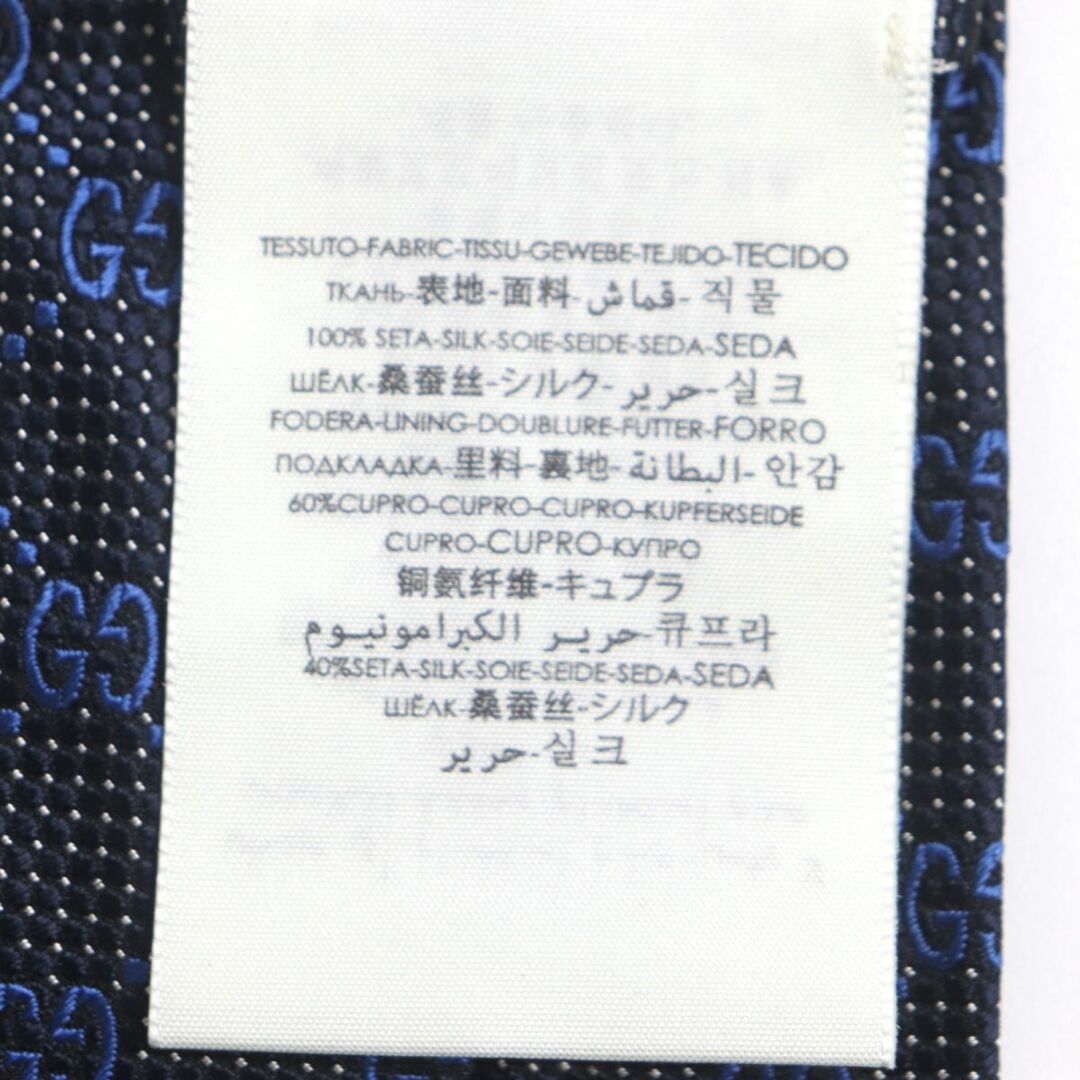 TESSUTO-FABRIC-TISSU-GEWEBE-TEJIDO-TECIDO
ТКАНЬ-表地-面料-قماش-직물
100% SETA-SILK-SOIE-SEIDE-SEDA-SEDA
ШЁЛК-桑蚕丝-シルク-حرير-실크
FODERA-LINING-DOUBLURE-FUTTER-FORRO
ПОДКЛАДКА-里料-裏地-البطانة-안감
60%CUPRO-CUPRO-CUPRO-KUPFERSEIDE
CUPRO-CUPRO-КУПРО
铜氨纤维-キュプラ
حرير الكبرامونيوم-큐프라
40%SETA-SILK-SOIE-SEIDE-SEDA-SEDA
ШЁЛК-桑蚕丝-シルク
حرير-실크